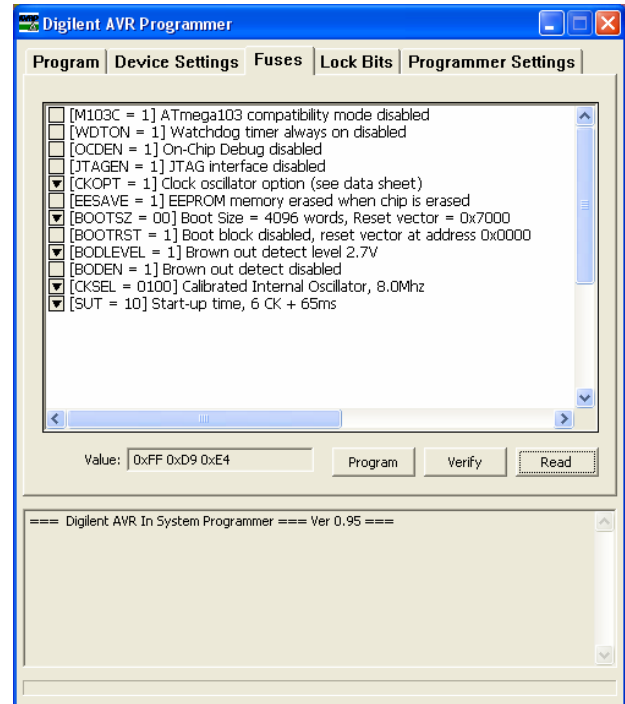 Digilent AVR Programmer
Program Device Settings Fuses Lock Bits Programmer Settings
[M103C = 1] ATmega103 compatibility mode disabled
[WDTON = 1] Watchdog timer always on disabled
[OCDEN = 1] On-Chip Debug disabled
[JTAGEN = 1] JTAG interface disabled
[CKOPT = 1] Clock oscillator option (see data sheet)
[EESAVE = 1] EEPROM memory erased when chip is erased
[BOOTSZ = 00] Boot Size = 4096 words, Reset vector = 0x7000
[BOOTRST = 1] Boot block disabled, reset vector at address 0x0000
[BODLEVEL = 1] Brown out detect level 2.7V
[BODEN = 1] Brown out detect disabled
[CKSEL = 0100] Calibrated Internal Oscillator, 8.0Mhz
[SUT = 10] Start-up time, 6 CK + 65ms
Value: 0xFF 0xD9 0xE4 Program Verify Read
=== Digilent AVR In System Programmer === Ver 0.95 ===